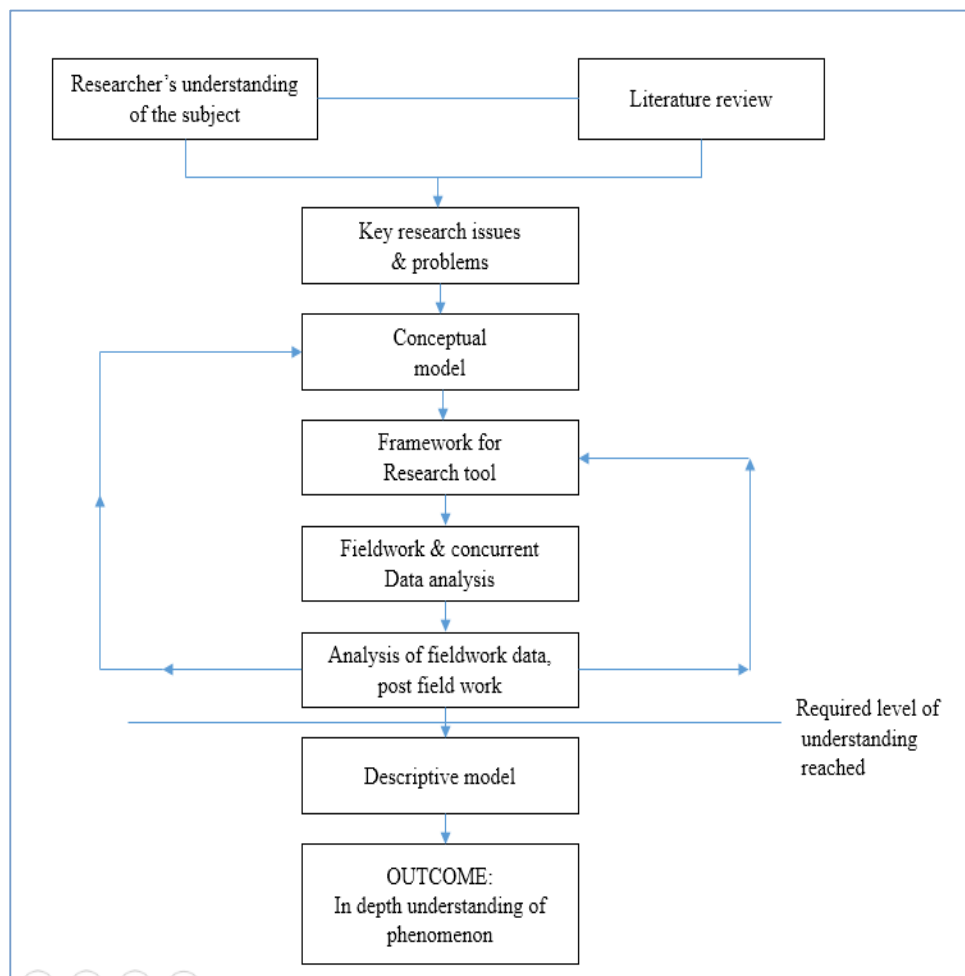 Researcher's understanding
of the subject
Literature review
Key research issues
& problems
Conceptual
model
Framework for
Research tool
Fieldwork & concurrent
Data analysis
Analysis of fieldwork data,
post field work
Required level of
understanding
reached
Descriptive model
OUTCOME:
In depth understanding of
phenomenon